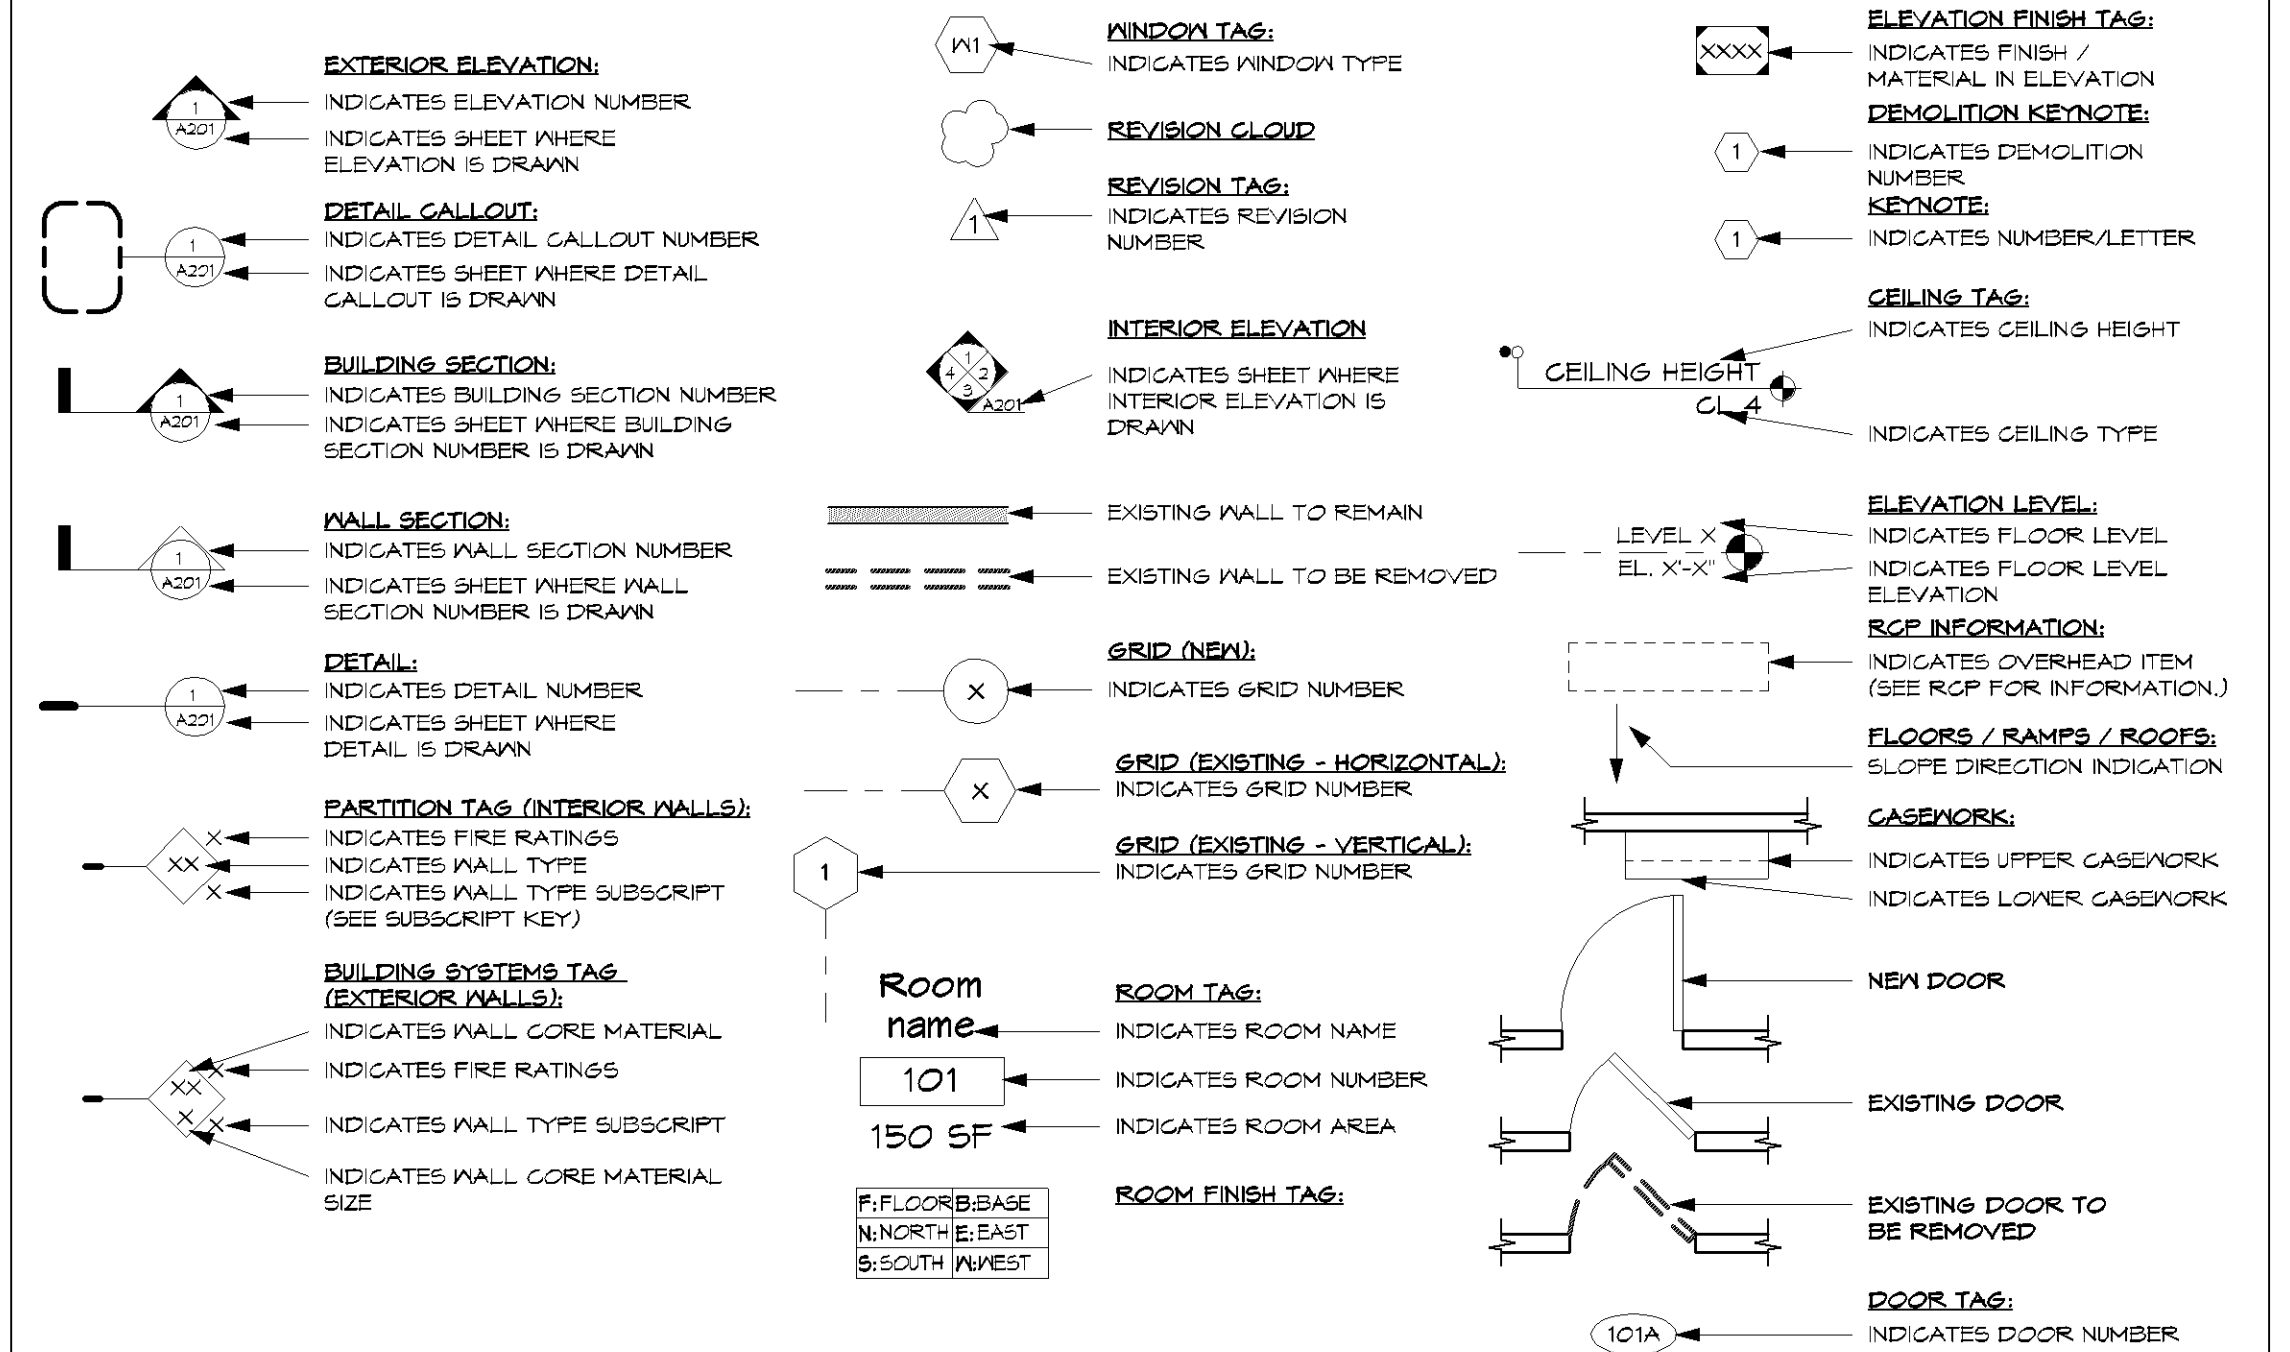 EXTERIOR ELEVATION:
1
INDICATES ELEVATION NUMBER
A201
INDICATES SHEET WHERE
ELEVATION IS DRAWN
DETAIL CALLOUT:
1
INDICATES DETAIL CALLOUT NUMBER
A201
INDICATES SHEET WHERE DETAIL
CALLOUT IS DRAWN
BUILDING SECTION:
1
INDICATES BUILDING SECTION NUMBER
A201
INDICATES SHEET WHERE BUILDING
SECTION NUMBER IS DRAWN
WALL SECTION:
1
INDICATES WALL SECTION NUMBER
A201
INDICATES SHEET WHERE WALL
SECTION NUMBER IS DRAWN
DETAIL:
1
INDICATES DETAIL NUMBER
A201
INDICATES SHEET WHERE
DETAIL IS DRAWN
PARTITION TAG (INTERIOR WALLS):
X
INDICATES FIRE RATINGS
XX
INDICATES WALL TYPE
X
INDICATES WALL TYPE SUBSCRIPT
(SEE SUBSCRIPT KEY)
BUILDING SYSTEMS TAG
(EXTERIOR WALLS):
INDICATES WALL CORE MATERIAL
X
INDICATES FIRE RATINGS
XX
X
X
INDICATES WALL TYPE SUBSCRIPT
INDICATES WALL CORE MATERIAL
SIZE
WINDOW TAG:
W1
INDICATES WINDOW TYPE
REVISION CLOUD
REVISION TAG:
1
INDICATES REVISION
NUMBER
INTERIOR ELEVATION
1
4 2
3
A201
INDICATES SHEET WHERE
INTERIOR ELEVATION IS
DRAWN
EXISTING WALL TO REMAIN
EXISTING WALL TO BE REMOVED
GRID (NEW):
X
INDICATES GRID NUMBER
GRID (EXISTING - HORIZONTAL):
X
INDICATES GRID NUMBER
GRID (EXISTING - VERTICAL):
1
INDICATES GRID NUMBER
Room
name
ROOM TAG:
INDICATES ROOM NAME
101
INDICATES ROOM NUMBER
150 SF
INDICATES ROOM AREA
ROOM FINISH TAG:
F:FLOOR B:BASE
N:NORTH E:EAST
S:SOUTH W:WEST
ELEVATION FINISH TAG:
XXXX
INDICATES FINISH /
MATERIAL IN ELEVATION
DEMOLITION KEYNOTE:
1
INDICATES DEMOLITION
NUMBER
KEYNOTE:
1
INDICATES NUMBER/LETTER
CEILING TAG:
INDICATES CEILING HEIGHT
CEILING HEIGHT
CL 4
INDICATES CEILING TYPE
ELEVATION LEVEL:
LEVEL X
INDICATES FLOOR LEVEL
EL. X'-X"
INDICATES FLOOR LEVEL
ELEVATION
RCP INFORMATION:
INDICATES OVERHEAD ITEM
(SEE RCP FOR INFORMATION.)
FLOORS / RAMPS / ROOFS:
SLOPE DIRECTION INDICATION
CASEWORK:
INDICATES UPPER CASEWORK
INDICATES LOWER CASEWORK
NEW DOOR
EXISTING DOOR
EXISTING DOOR TO
BE REMOVED
DOOR TAG:
101A
INDICATES DOOR NUMBER